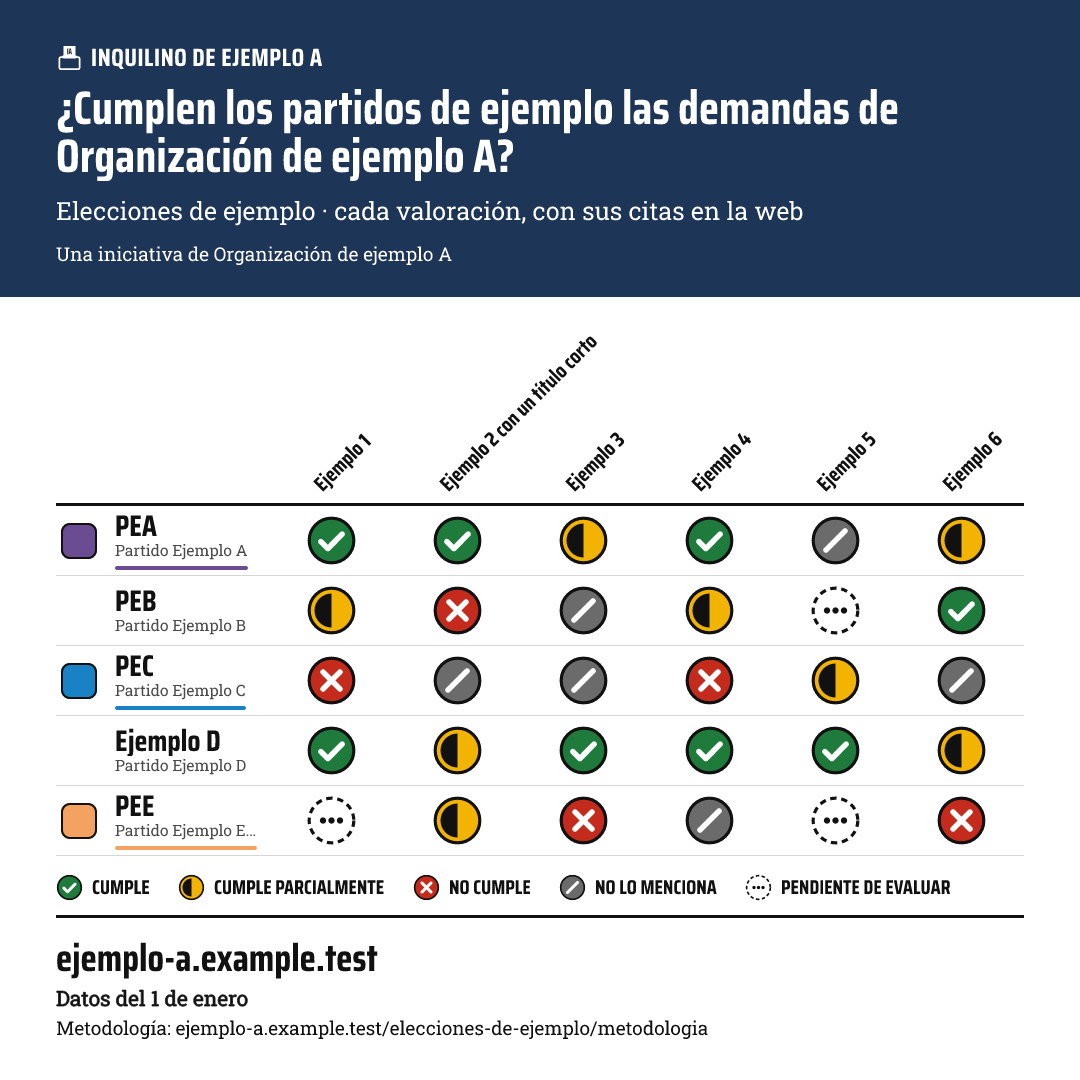 IA
INQUILINO DE EJEMPLO A
¿Cumplen los partidos de ejemplo las demandas de
Organización de ejemplo A?
Elecciones de ejemplo · cada valoración, con sus citas en la web
Una iniciativa de Organización de ejemplo A
Ejemplo 1
Ejemplo 2 con un título corto
Ejemplo 3
Ejemplo 4
Ejemplo 5
Ejemplo 6
PEA
Partido Ejemplo A
PEB
Partido Ejemplo B
PEC
Partido Ejemplo C
Ejemplo D
Partido Ejemplo D
PEE
Partido Ejemplo E...
CUMPLE CUMPLE PARCIALMENTE NO CUMPLE NO LO MENCIONA PENDIENTE DE EVALUAR
ejemplo-a.example.test
Datos del 1 de enero
Metodología: ejemplo-a.example.test/elecciones-de-ejemplo/metodologia